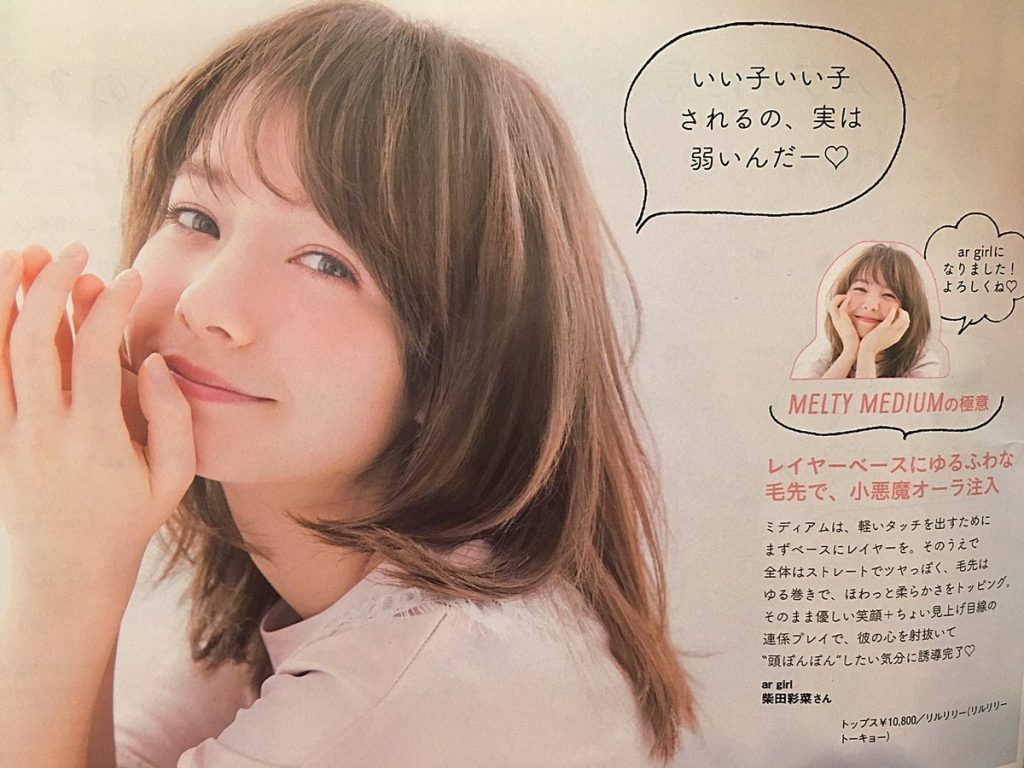 いい子いい子
されるの、実は
弱いんだー♡
ar girlに
なりました!
よろしくね♡
MELTY MEDIUMの極意
レイヤーベースにゆるふわな
毛先で、小悪魔オーラ注入
ミディアムは、軽いタッチを出すために
まずベースにレイヤーを。そのうえで
全体はストレートでツヤっぽく、毛先は
ゆる巻きで、ほわっと柔らかさをトッピング。
そのまま優しい笑顔+ちょい見上げ目線の
連係プレイで、彼の心を射抜いて
“頭ぽんぽん”したい気分に誘導完了♡
ar girl
柴田彩菜さん
トップス¥10,800/リルリリー(リルリリー
トーキョー)